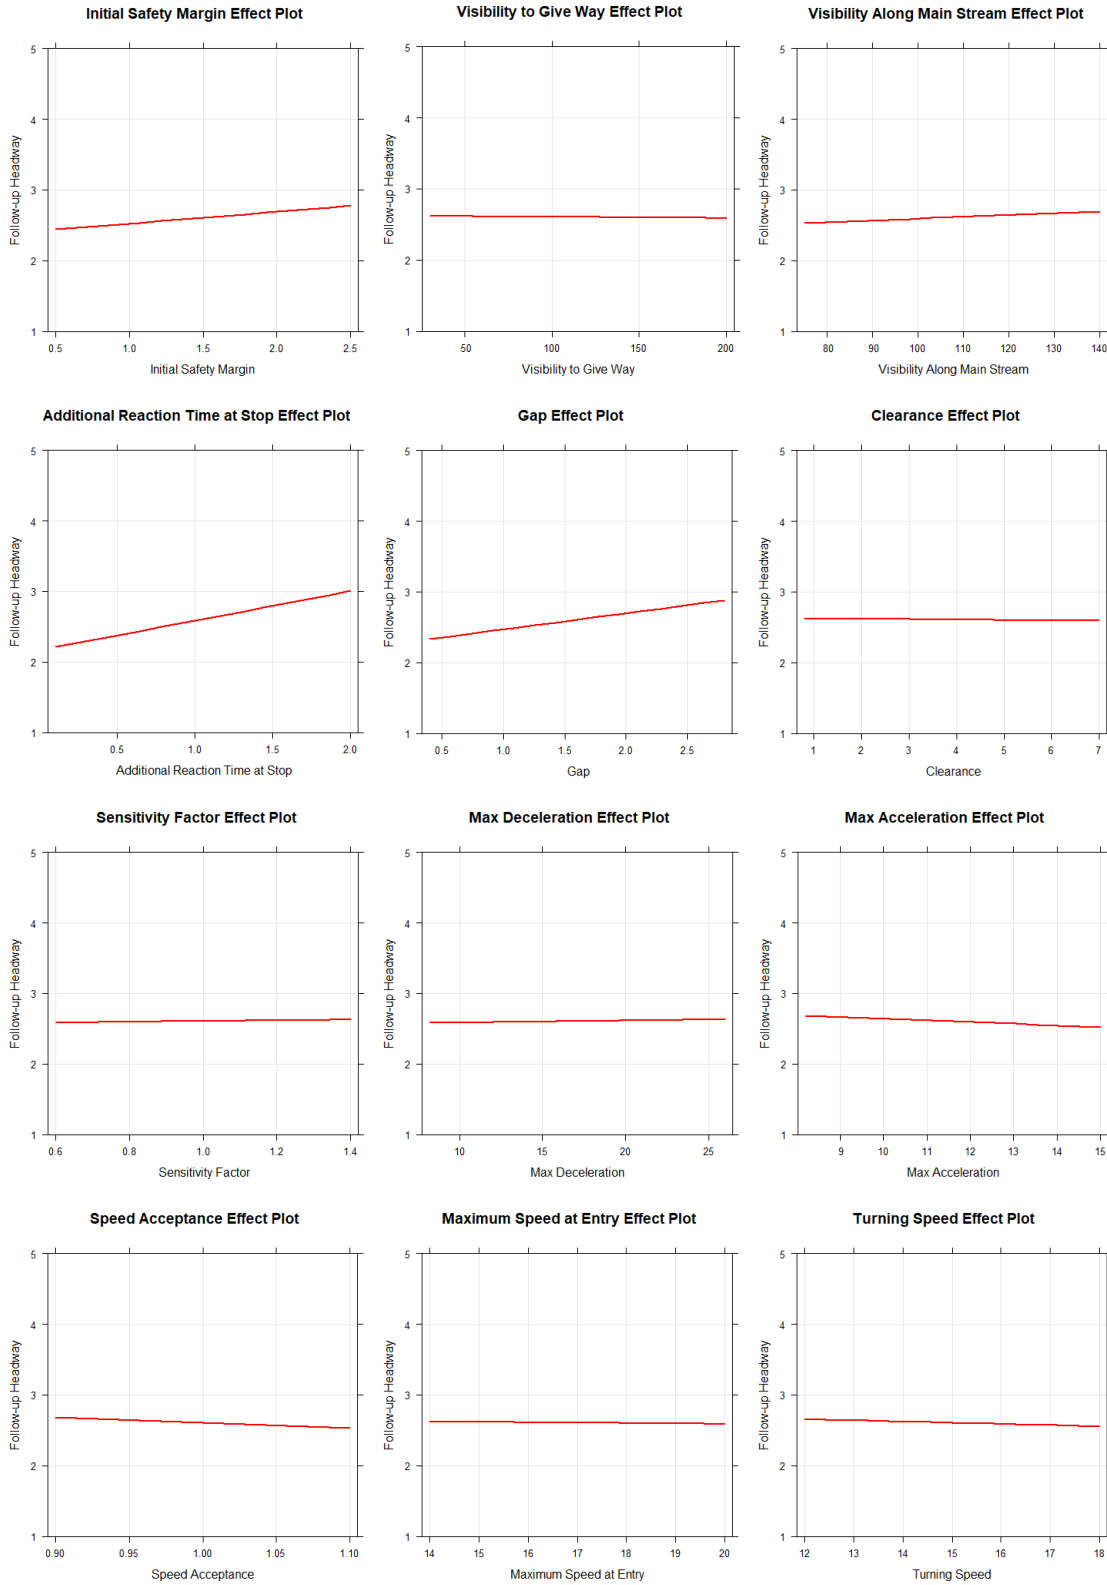 Initial Safety Margin Effect Plot
Follow-up Headway
5
4
3
2
1
0.5 1.0 1.5 2.0 2.5
Initial Safety Margin
Visibility to Give Way Effect Plot
Follow-up Headway
5
4
3
2
1
50 100 150 200
Visibility to Give Way
Visibility Along Main Stream Effect Plot
Follow-up Headway
5
4
3
2
1
80 90 100 110 120 130 140
Visibility Along Main Stream
Additional Reaction Time at Stop Effect Plot
Follow-up Headway
5
4
3
2
1
0.5 1.0 1.5 2.0
Additional Reaction Time at Stop
Gap Effect Plot
Follow-up Headway
5
4
3
2
1
0.5 1.0 1.5 2.0 2.5
Gap
Clearance Effect Plot
Follow-up Headway
5
4
3
2
1
1 2 3 4 5 6 7
Clearance
Sensitivity Factor Effect Plot
Follow-up Headway
5
4
3
2
1
0.6 0.8 1.0 1.2 1.4
Sensitivity Factor
Max Deceleration Effect Plot
Follow-up Headway
5
4
3
2
1
10 15 20 25
Max Deceleration
Max Acceleration Effect Plot
Follow-up Headway
5
4
3
2
1
9 10 11 12 13 14 15
Max Acceleration
Speed Acceptance Effect Plot
Follow-up Headway
5
4
3
2
1
0.90 0.95 1.00 1.05 1.10
Speed Acceptance
Maximum Speed at Entry Effect Plot
Follow-up Headway
5
4
3
2
1
14 15 16 17 18 19 20
Maximum Speed at Entry
Turning Speed Effect Plot
Follow-up Headway
5
4
3
2
1
12 13 14 15 16 17 18
Turning Speed